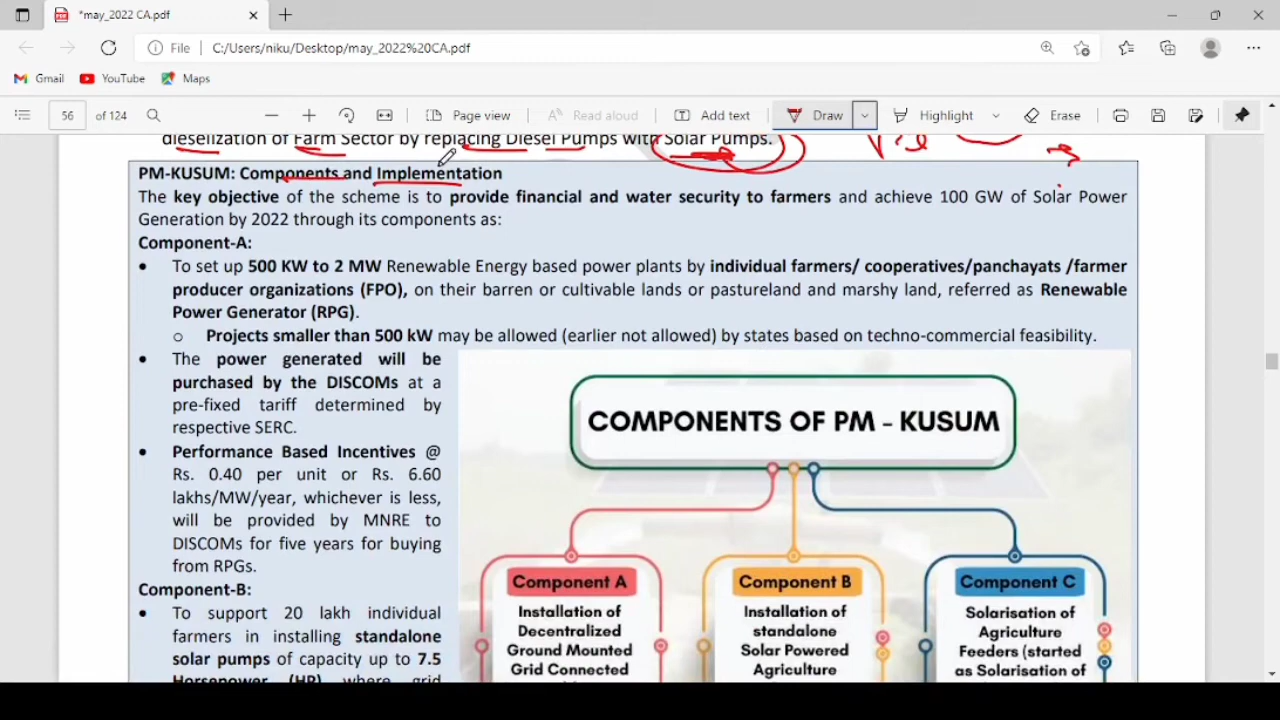 *may_2022 CA.pdf
File C:/Users/niku/Desktop/may_2022%20CA.pdf
Gmail YouTube Maps
56 of 124 Page view Read aloud Add text Draw Highlight Erase
dieselization of Farm Sector by replacing Diesel Pumps with Solar Pumps.
PM-KUSUM: Components and Implementation
The key objective of the scheme is to provide financial and water security to farmers and achieve 100 GW of Solar Power
Generation by 2022 through its components as:
Component-A:
• To set up 500 KW to 2 MW Renewable Energy based power plants by individual farmers/ cooperatives/panchayats /farmer
producer organizations (FPO), on their barren or cultivable lands or pastureland and marshy land, referred as Renewable
Power Generator (RPG).
o Projects smaller than 500 kW may be allowed (earlier not allowed) by states based on techno-commercial feasibility.
• The power generated will be
purchased by the DISCOMs at a
pre-fixed tariff determined by
respective SERC.
• Performance Based Incentives @
Rs. 0.40 per unit or Rs. 6.60
lakhs/MW/year, whichever is less,
will be provided by MNRE to
DISCOMs for five years for buying
from RPGs.
Component-B:
• To support 20 lakh individual
farmers in installing standalone
solar pumps of capacity up to 7.5
Horsepower (HP) where grid
COMPONENTS OF PM - KUSUM
Component A
Installation of
Decentralized
Ground Mounted
Grid Connected
Component B
Installation of
standalone
Solar Powered
Agriculture
Component C
Solarisation of
Agriculture
Feeders (started
as Solarisation of